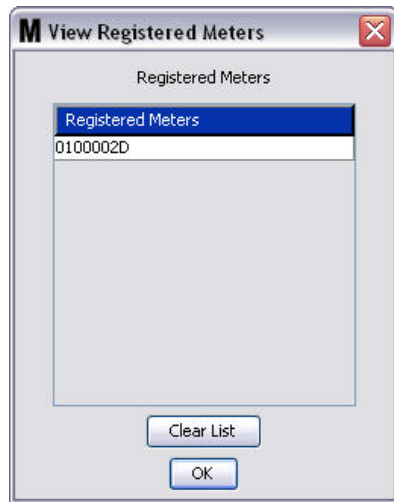 M View Registered Meters
Registered Meters
Registered Meters
0100002D
Clear List
OK